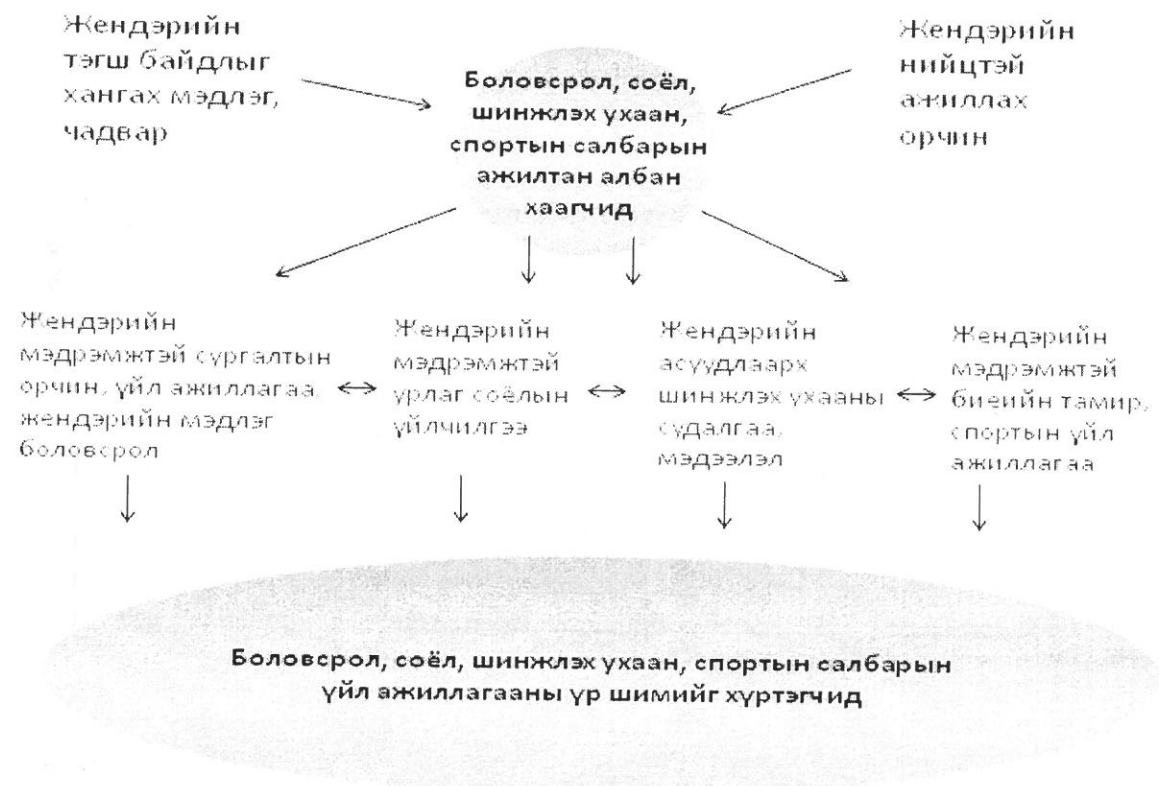 Жендэрийн
тэгш байдлыг
хангах мэдлэг,
чадвар
Боловсрол, соёл,
шинжлэх ухаан,
спортын салбарын
ажилтан албан
хаагчид
Жендэрийн
нийцтэй
ажиллах
орчин
Жендэрийн
мэдрэмжтэй сургалтын
орчин, үйл ажиллагаа,
жендэрийн мэдлэг
боловсрол
Жендэрийн
мэдрэмжтэй
урлаг соёлын
үйлчилгээ
Жендэрийн
асуудлаарх
шинжлэх ухааны
судалгаа,
мэдээлэл
Жендэрийн
мэдрэмжтэй
биеийн тамир,
спортын үйл
ажиллагаа
Боловсрол, соёл, шинжлэх ухаан, спортын салбарын
үйл ажиллагааны үр шимийг хүртэгчид